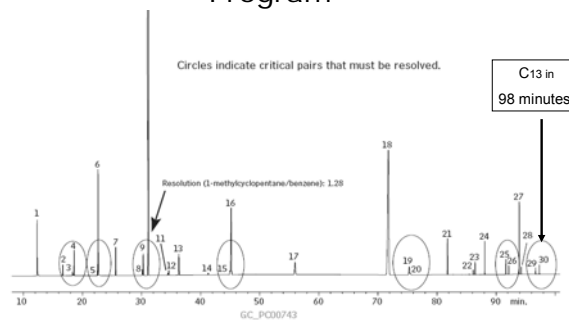 Program
Circles indicate critical pairs that must be resolved.
C13 in
98 minutes
Resolution (1-methylcyclopentane/benzene): 1.28
1 2 3 4 5 6 7 8 9 11 12 13 14 15 16 17 18 19 20 21 22 23 24 25 26 27 28 29 30
10 20 30 40 50 60 70 80 90 min.
GC_PC00743